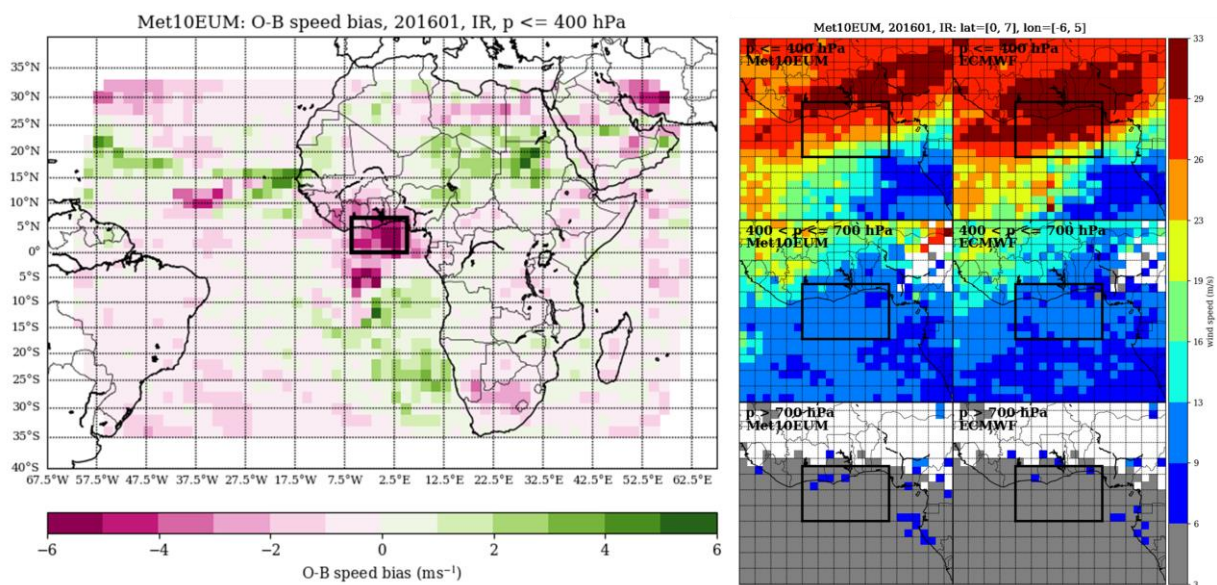 Met10EUM: O-B speed bias, 201601, IR, p <= 400 hPa
35°N
30°N
25°N
20°N
15°N
10°N
5°N
0°
5°S
10°S
15°S
20°S
25°S
30°S
35°S
40°S
67.5°W 57.5°W 47.5°W 37.5°W 27.5°W 17.5°W 7.5°W 2.5°E 12.5°E 22.5°E 32.5°E 42.5°E 52.5°E 62.5°E
−6 −4 −2 0 2 4 6
O-B speed bias (ms⁻¹)
Met10EUM, 201601, IR: lat=[0, 7], lon=[-6, 5]
p <= 400 hPa
Met10EUM
p <= 400 hPa
ECMWF
400 < p <= 700 hPa
Met10EUM
400 < p <= 700 hPa
ECMWF
p > 700 hPa
Met10EUM
p > 700 hPa
ECMWF
33
29
26
23
19
16
13
9
6
3
wind speed (m/s)